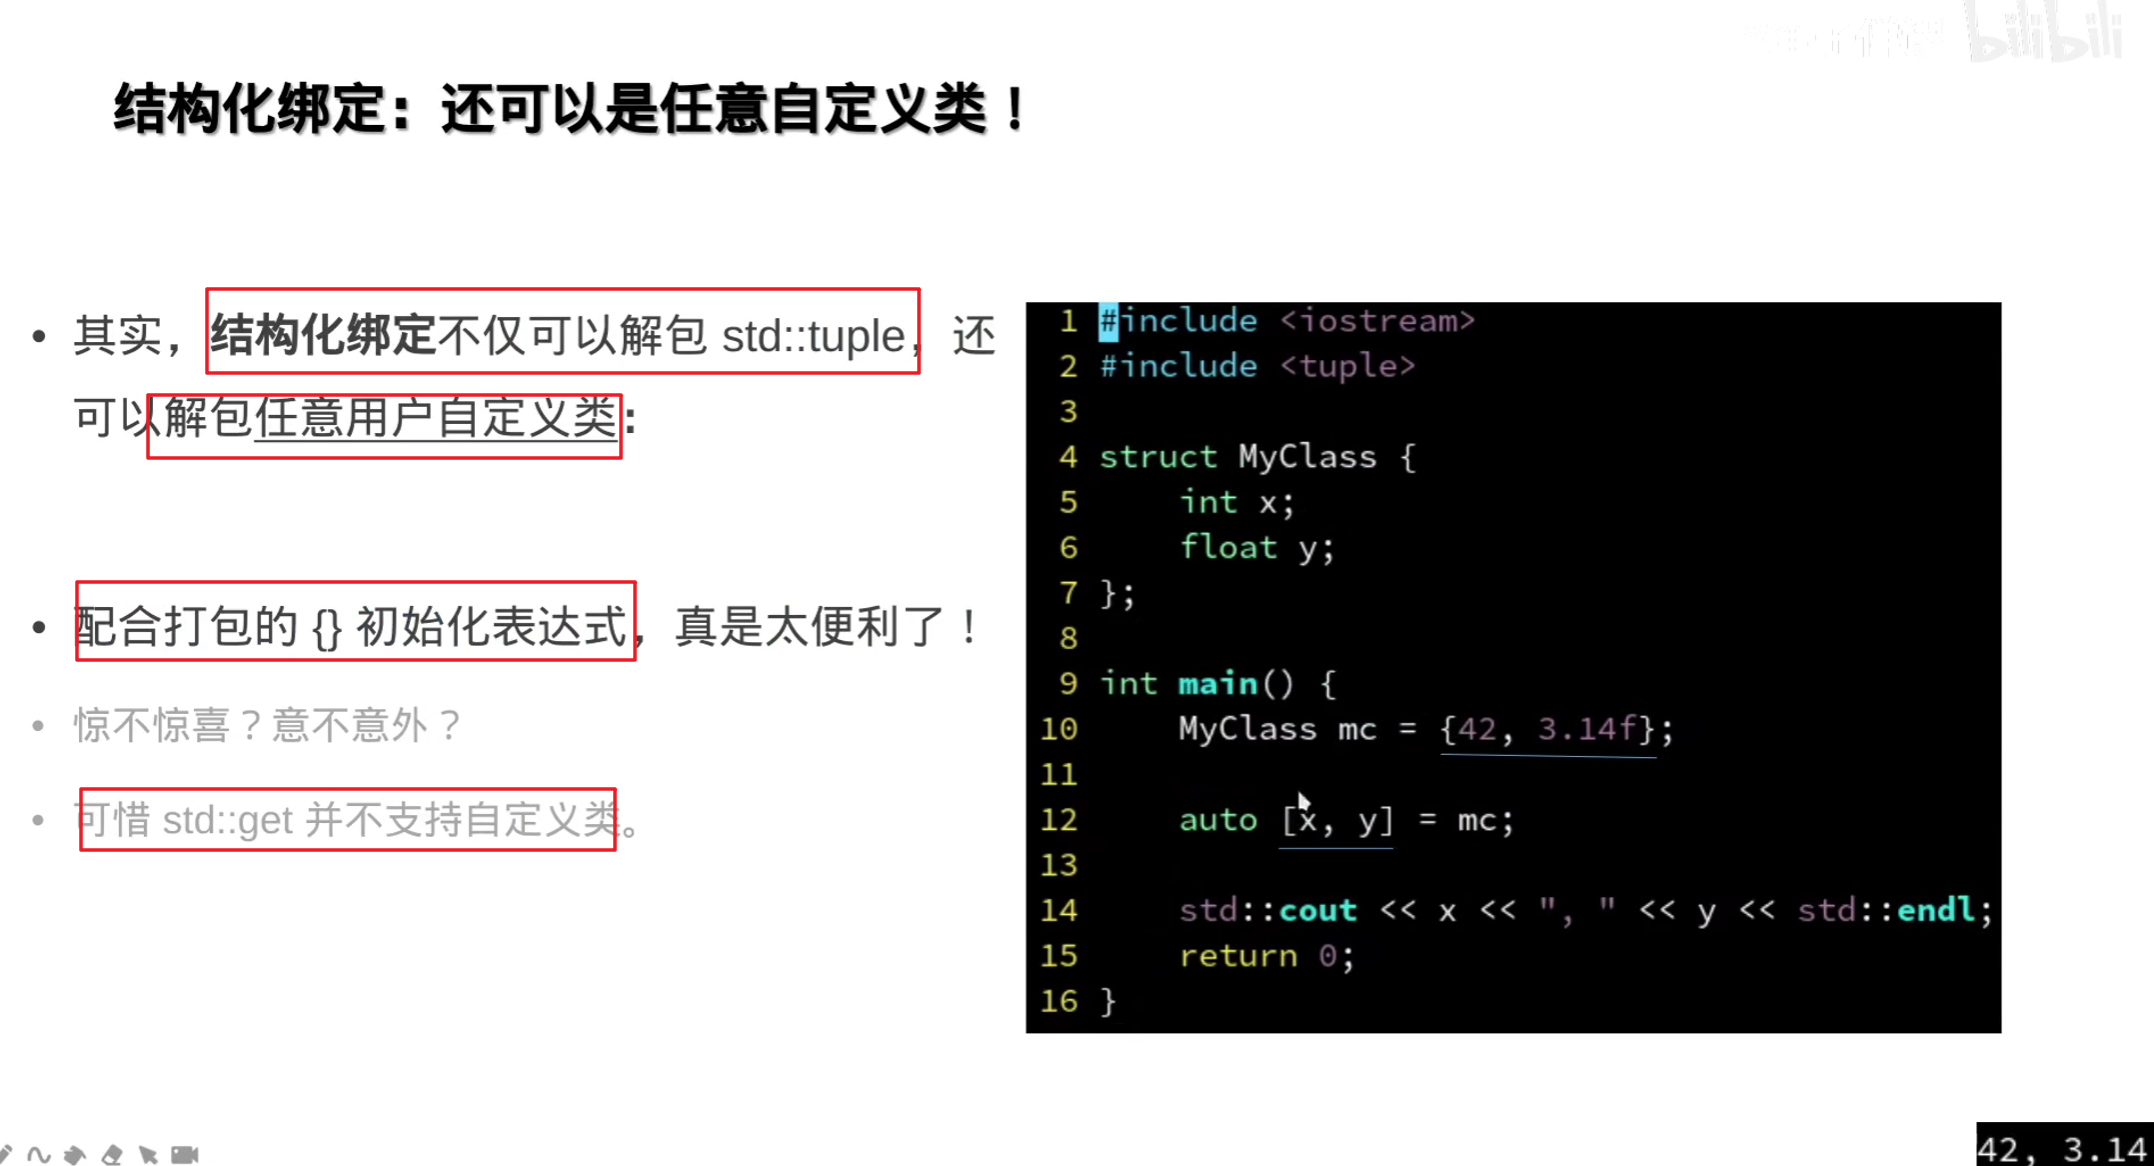 bilibili
结构化绑定：还可以是任意自定义类！
• 其实，结构化绑定不仅可以解包 std::tuple，还
可以解包任意用户自定义类：
• 配合打包的 {} 初始化表达式，真是太便利了！
• 惊不惊喜？意不意外？
• 可惜 std::get 并不支持自定义类。
1 #include <iostream>
2 #include <tuple>
3
4 struct MyClass {
5     int x;
6     float y;
7 };
8
9 int main() {
10     MyClass mc = {42, 3.14f};
11
12     auto [x, y] = mc;
13
14     std::cout << x << ", " << y << std::endl;
15     return 0;
16 }
42, 3.14